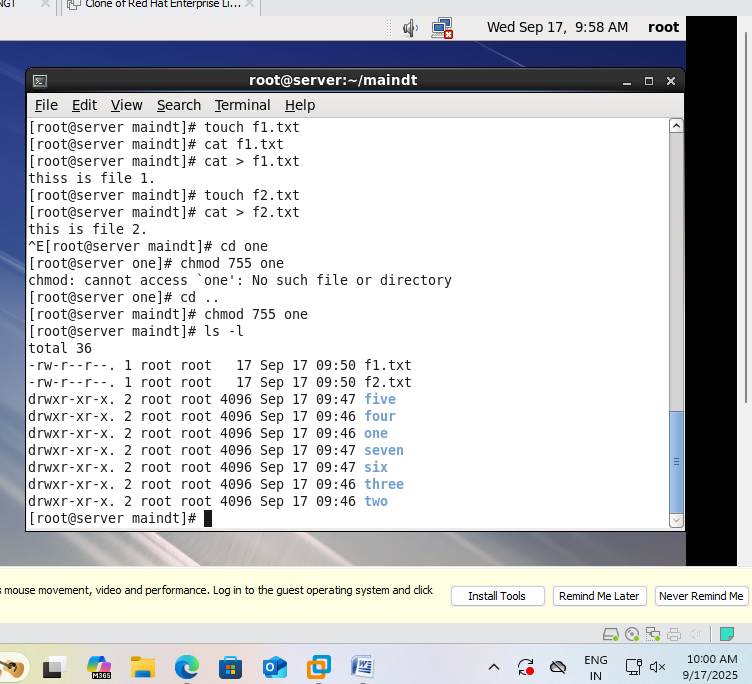 NGT
Clone of Red Hat Enterprise Li...
Wed Sep 17, 9:58 AM root
root@server:~/maindt
File Edit View Search Terminal Help
[root@server maindt]# touch f1.txt
[root@server maindt]# cat f1.txt
[root@server maindt]# cat > f1.txt
thiss is file 1.
[root@server maindt]# touch f2.txt
[root@server maindt]# cat > f2.txt
this is file 2.
^E[root@server maindt]# cd one
[root@server one]# chmod 755 one
chmod: cannot access `one': No such file or directory
[root@server one]# cd ..
[root@server maindt]# chmod 755 one
[root@server maindt]# ls -l
total 36
-rw-r--r--. 1 root root   17 Sep 17 09:50 f1.txt
-rw-r--r--. 1 root root   17 Sep 17 09:50 f2.txt
drwxr-xr-x. 2 root root 4096 Sep 17 09:47 five
drwxr-xr-x. 2 root root 4096 Sep 17 09:46 four
drwxr-xr-x. 2 root root 4096 Sep 17 09:46 one
drwxr-xr-x. 2 root root 4096 Sep 17 09:47 seven
drwxr-xr-x. 2 root root 4096 Sep 17 09:47 six
drwxr-xr-x. 2 root root 4096 Sep 17 09:46 three
drwxr-xr-x. 2 root root 4096 Sep 17 09:46 two
[root@server maindt]#
s mouse movement, video and performance. Log in to the guest operating system and click
Install Tools Remind Me Later Never Remind Me
M365
ENG
IN
10:00 AM
9/17/2025